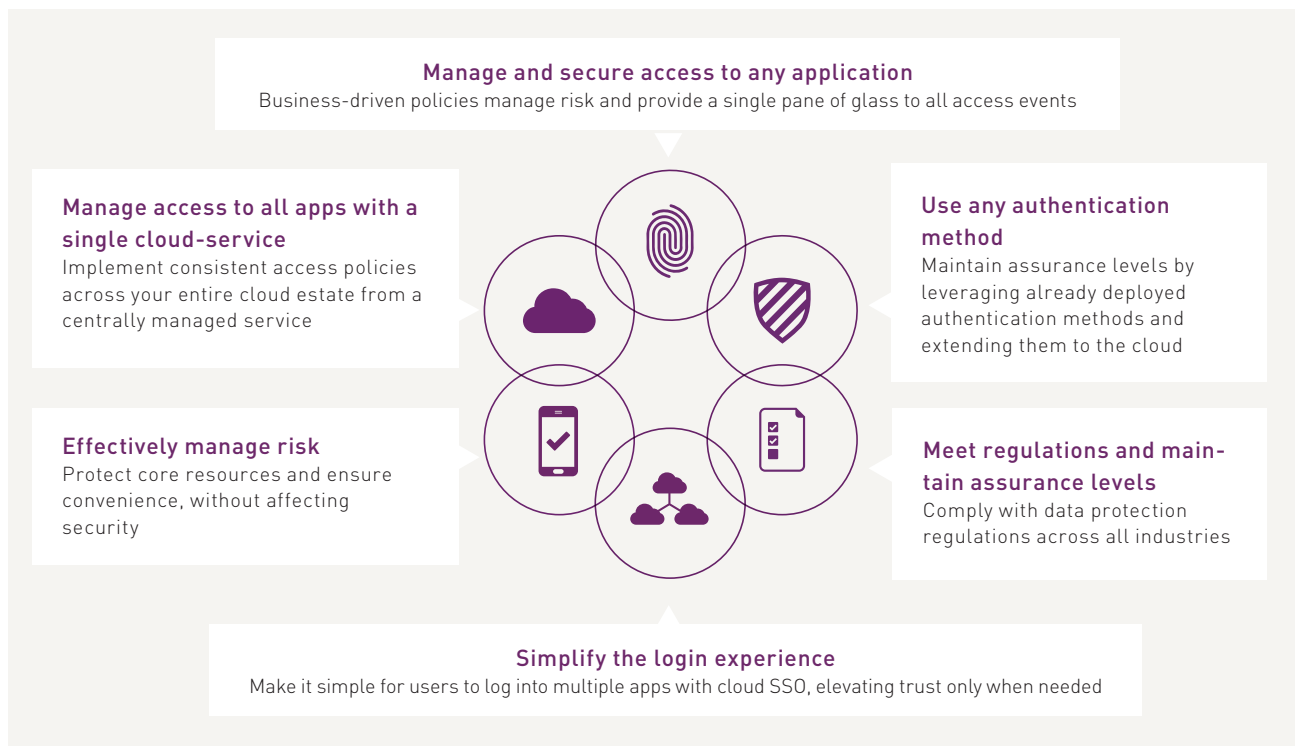 Manage and secure access to any application
Business-driven policies manage risk and provide a single pane of glass to all access events
Manage access to all apps with a
single cloud-service
Implement consistent access policies
across your entire cloud estate from a
centrally managed service
Use any authentication
method
Maintain assurance levels by
leveraging already deployed
authentication methods and
extending them to the cloud
Effectively manage risk
Protect core resources and ensure
convenience, without affecting
security
Meet regulations and main-
tain assurance levels
Comply with data protection
regulations across all industries
Simplify the login experience
Make it simple for users to log into multiple apps with cloud SSO, elevating trust only when needed